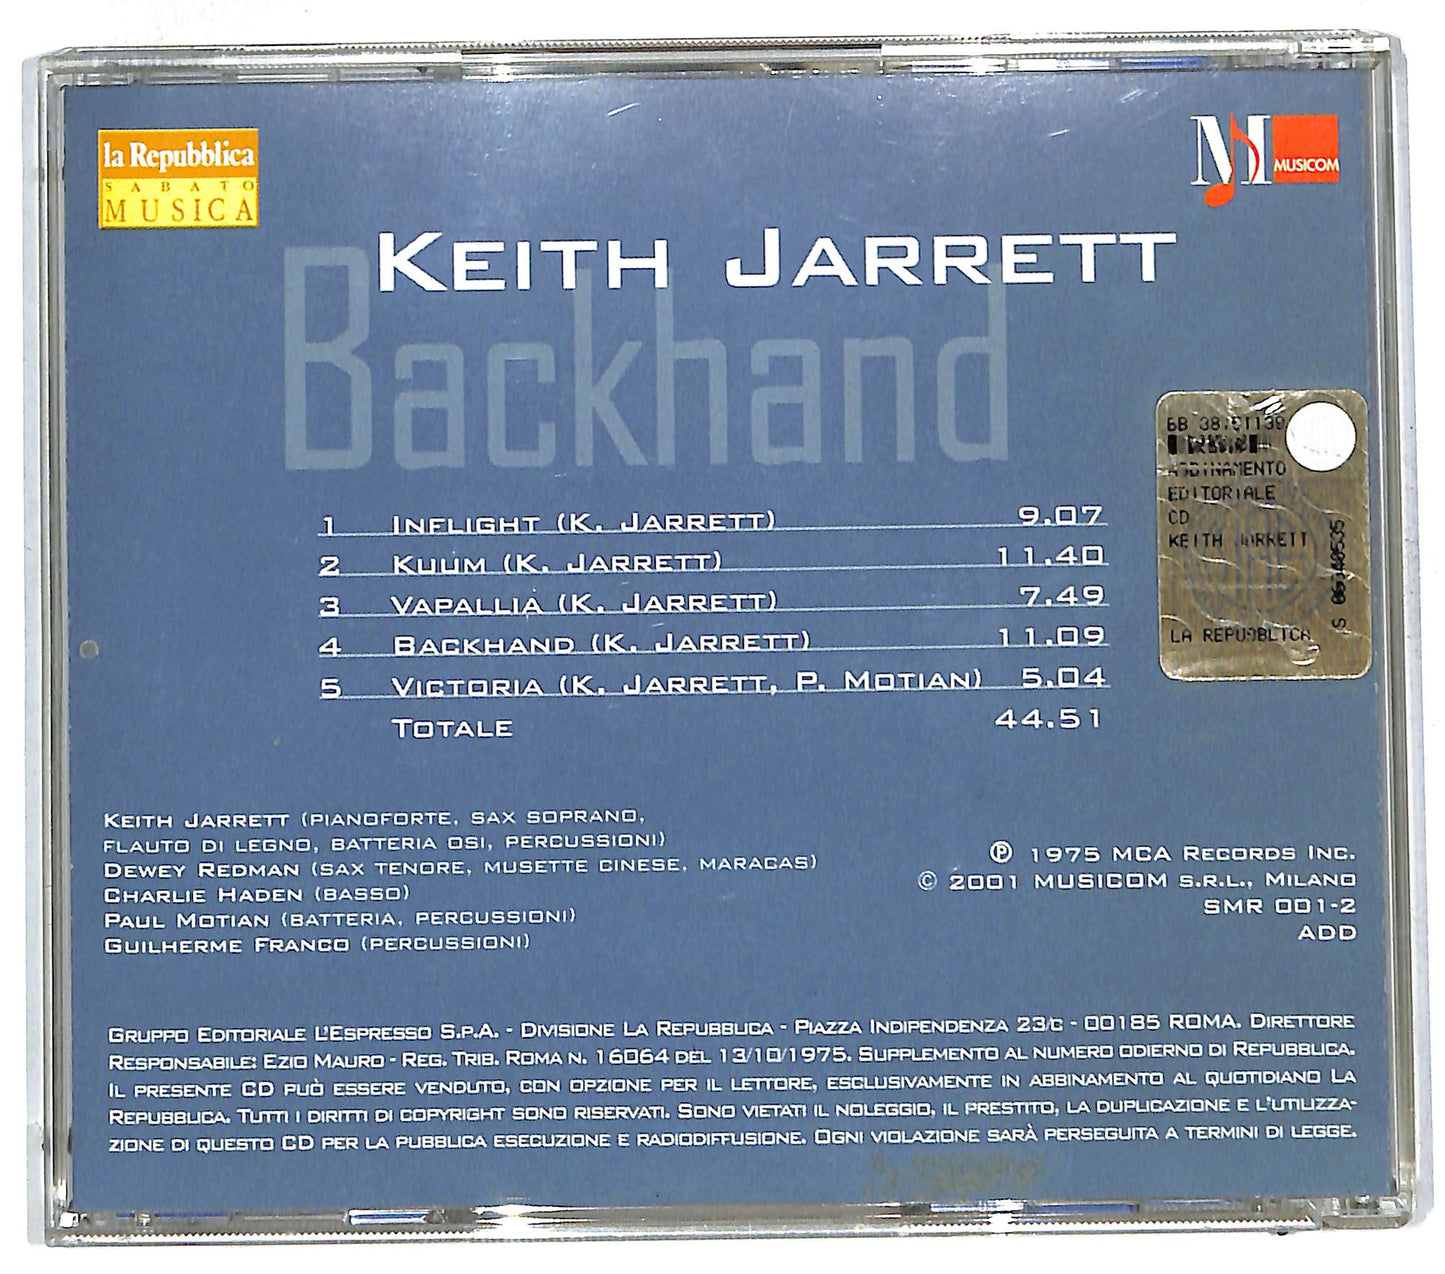 la Repubblica
SABATO
MUSICA
M
MUSICOM
KEITH JARRETT
Backhand
1 INFLIGHT (K. JARRETT) 9.07
2 KUUM (K. JARRETT) 11.40
3 VAPALLIA (K. JARRETT) 7.49
4 BACKHAND (K. JARRETT) 11.09
5 VICTORIA (K. JARRETT, P. MOTIAN) 5.04
TOTALE 44.51
ABBINAMENTO
EDITORIALE
CD
KEITH JARRETT
LA REPUBBLICA
KEITH JARRETT (PIANOFORTE, SAX SOPRANO,
FLAUTO DI LEGNO, BATTERIA OSI, PERCUSSIONI)
DEWEY REDMAN (SAX TENORE, MUSETTE CINESE, MARACAS)
CHARLIE HADEN (BASSO)
PAUL MOTIAN (BATTERIA, PERCUSSIONI)
GUILHERME FRANCO (PERCUSSIONI)
℗ 1975 MCA RECORDS INC.
© 2001 MUSICOM S.R.L., MILANO
SMR 001-2
ADD
GRUPPO EDITORIALE L'ESPRESSO S.P.A. - DIVISIONE LA REPUBBLICA - PIAZZA INDIPENDENZA 23/C - 00185 ROMA. DIRETTORE
RESPONSABILE: EZIO MAURO - REG. TRIB. ROMA N. 16064 DEL 13/10/1975. SUPPLEMENTO AL NUMERO ODIERNO DI REPUBBLICA.
IL PRESENTE CD PUÒ ESSERE VENDUTO, CON OPZIONE PER IL LETTORE, ESCLUSIVAMENTE IN ABBINAMENTO AL QUOTIDIANO LA
REPUBBLICA. TUTTI I DIRITTI DI COPYRIGHT SONO RISERVATI. SONO VIETATI IL NOLEGGIO, IL PRESTITO, LA DUPLICAZIONE E L'UTILIZZA-
ZIONE DI QUESTO CD PER LA PUBBLICA ESECUZIONE E RADIODIFFUSIONE. OGNI VIOLAZIONE SARÀ PERSEGUITA A TERMINI DI LEGGE.